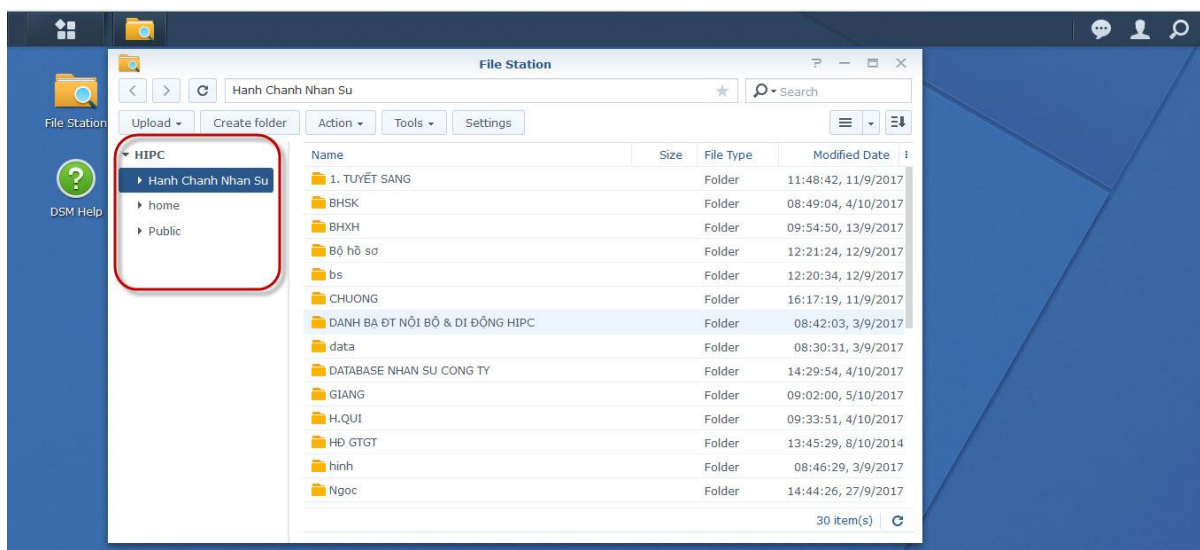 File Station
Hanh Chanh Nhan Su
Search
File Station
Upload Create folder Action Tools Settings
HIPC
Hanh Chanh Nhan Su
home
Public
DSM Help
Name Size File Type Modified Date
1. TUYẾT SANG Folder 11:48:42, 11/9/2017
BHSK Folder 08:49:04, 4/10/2017
BHXH Folder 09:54:50, 13/9/2017
Bộ hồ sơ Folder 12:21:24, 12/9/2017
bs Folder 12:20:34, 12/9/2017
CHUONG Folder 16:17:19, 11/9/2017
DANH BẠ ĐT NỘI BỘ & DI ĐỘNG HIPC Folder 08:42:03, 3/9/2017
data Folder 08:30:31, 3/9/2017
DATABASE NHAN SU CONG TY Folder 14:29:54, 4/10/2017
GIANG Folder 09:02:00, 5/10/2017
H.QUI Folder 09:33:51, 4/10/2017
HĐ GTGT Folder 13:45:29, 8/10/2014
hinh Folder 08:46:29, 3/9/2017
Ngoc Folder 14:44:26, 27/9/2017
30 item(s)